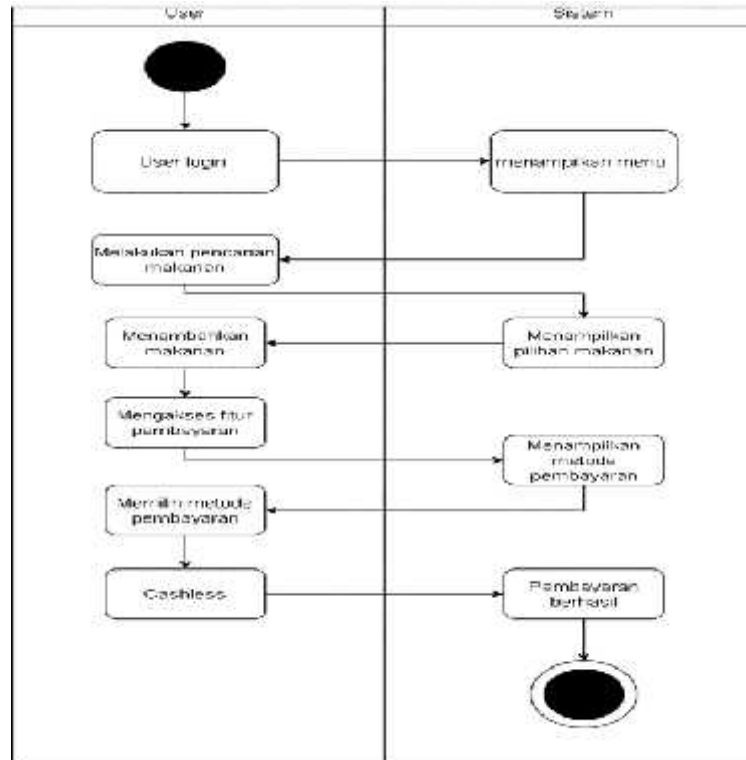 User
Sistem
User login
menampilkan menu
Melakukan pencarian
makanan
Menambahkan
makanan
Menampilkan
pilihan makanan
Mengakses fitur
pembayaran
Menampilkan
metode
pembayaran
Memilih metode
pembayaran
Cashless
Pembayaran
berhasil